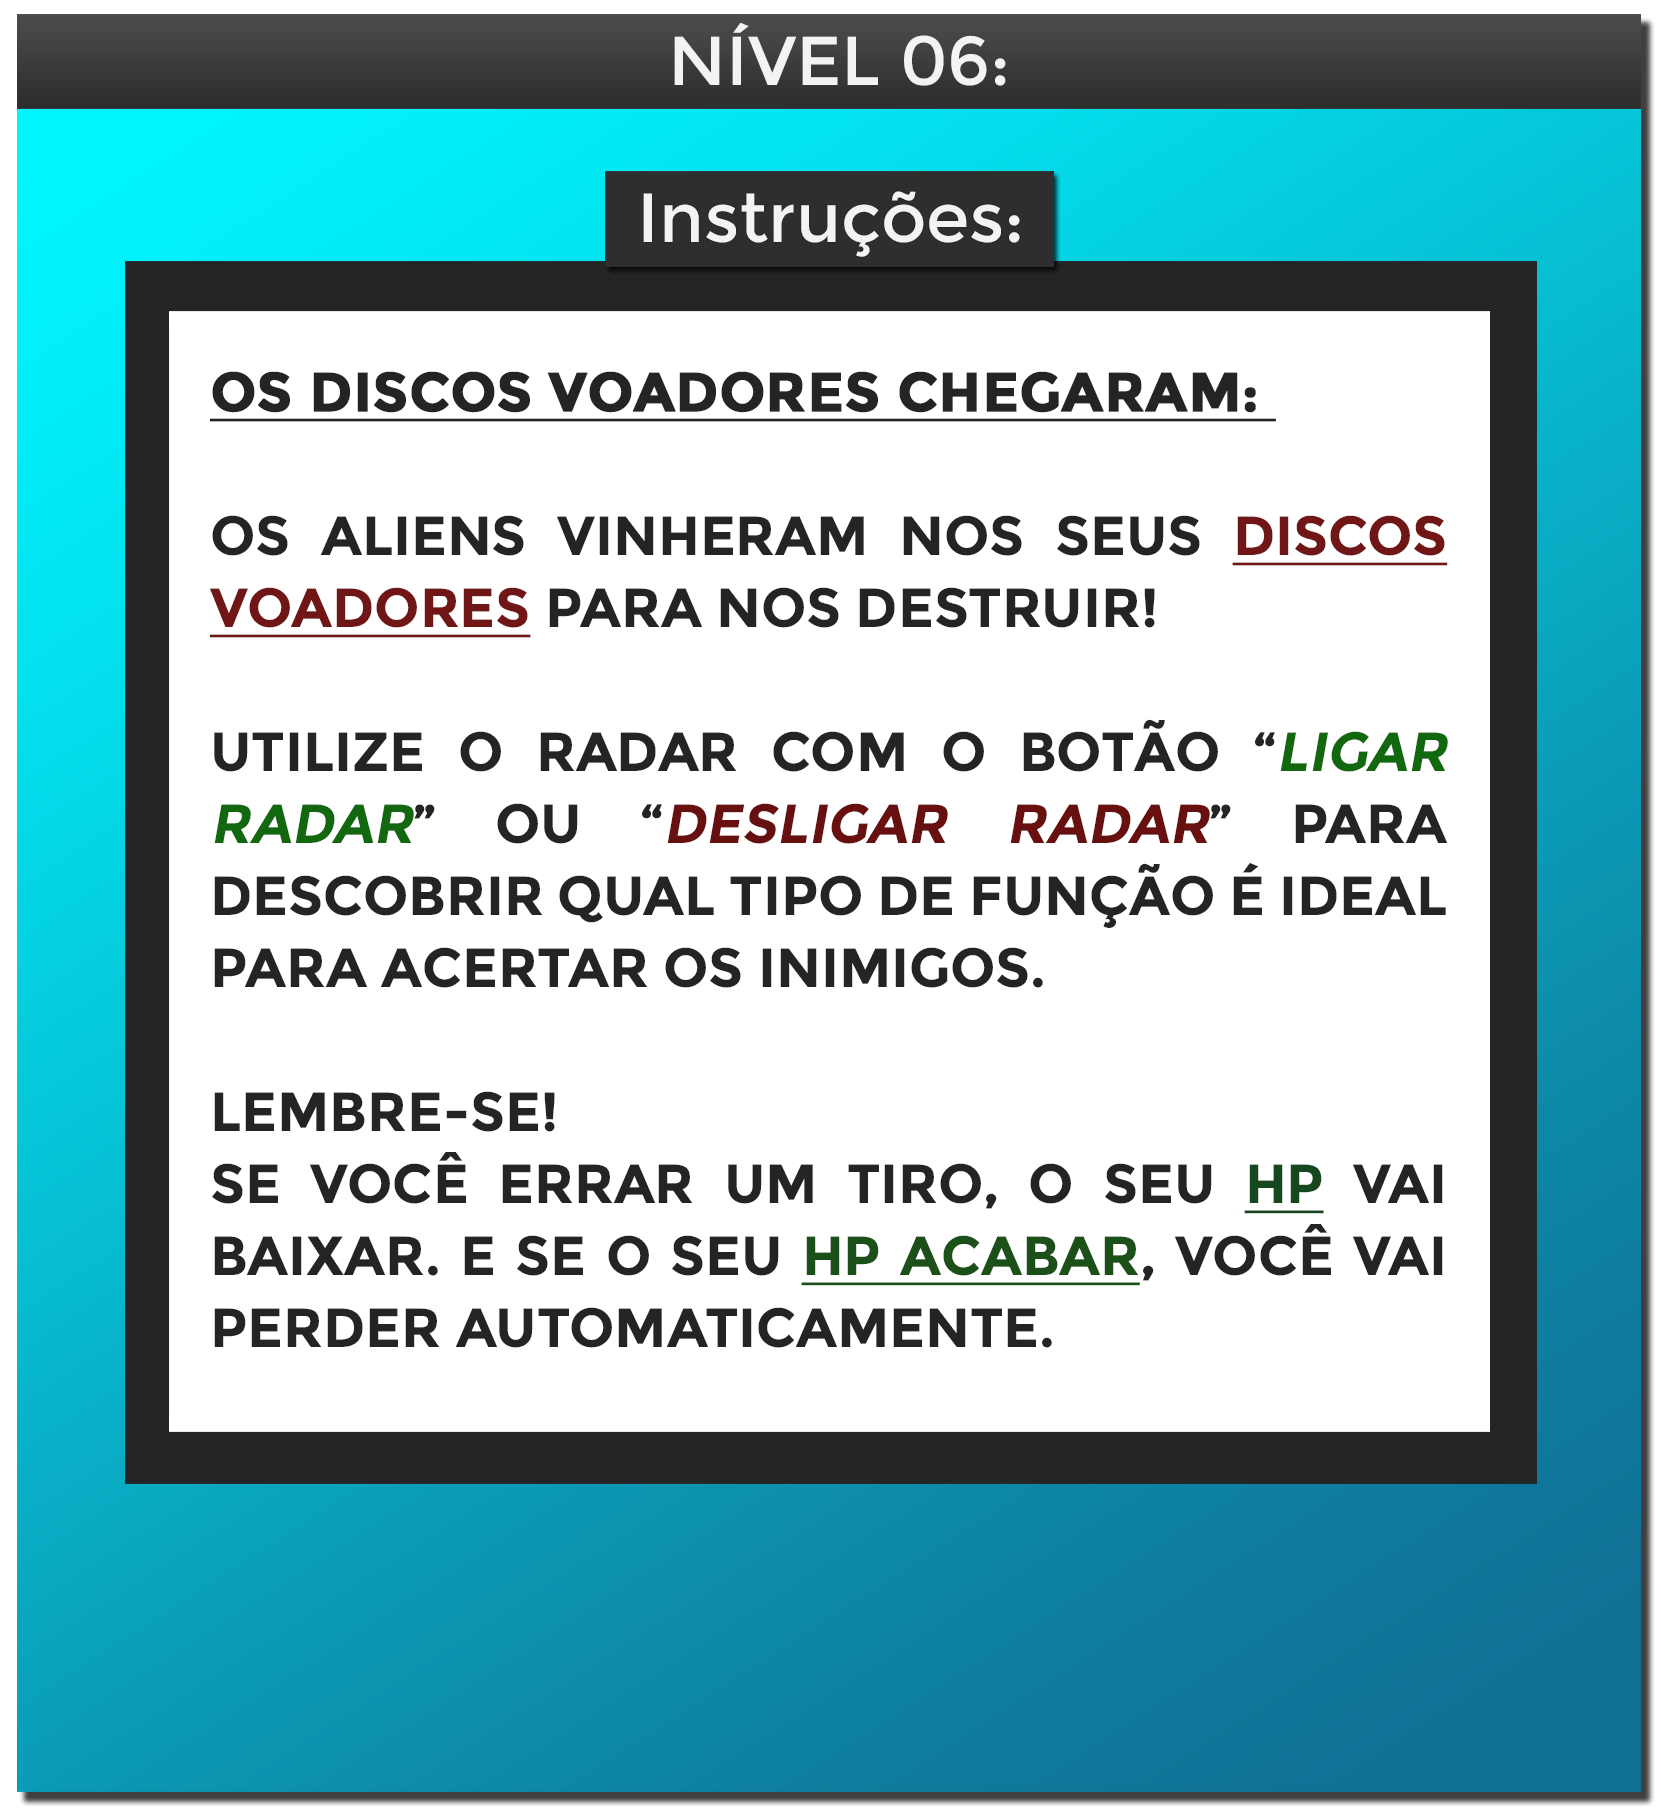 NÍVEL 06:
Instruções:
OS DISCOS VOADORES CHEGARAM:
OS ALIENS VINHERAM NOS SEUS DISCOS
VOADORES PARA NOS DESTRUIR!
UTILIZE O RADAR COM O BOTÃO “LIGAR
RADAR” OU “DESLIGAR RADAR” PARA
DESCOBRIR QUAL TIPO DE FUNÇÃO É IDEAL
PARA ACERTAR OS INIMIGOS.
LEMBRE-SE!
SE VOCÊ ERRAR UM TIRO, O SEU HP VAI
BAIXAR. E SE O SEU HP ACABAR, VOCÊ VAI
PERDER AUTOMATICAMENTE.